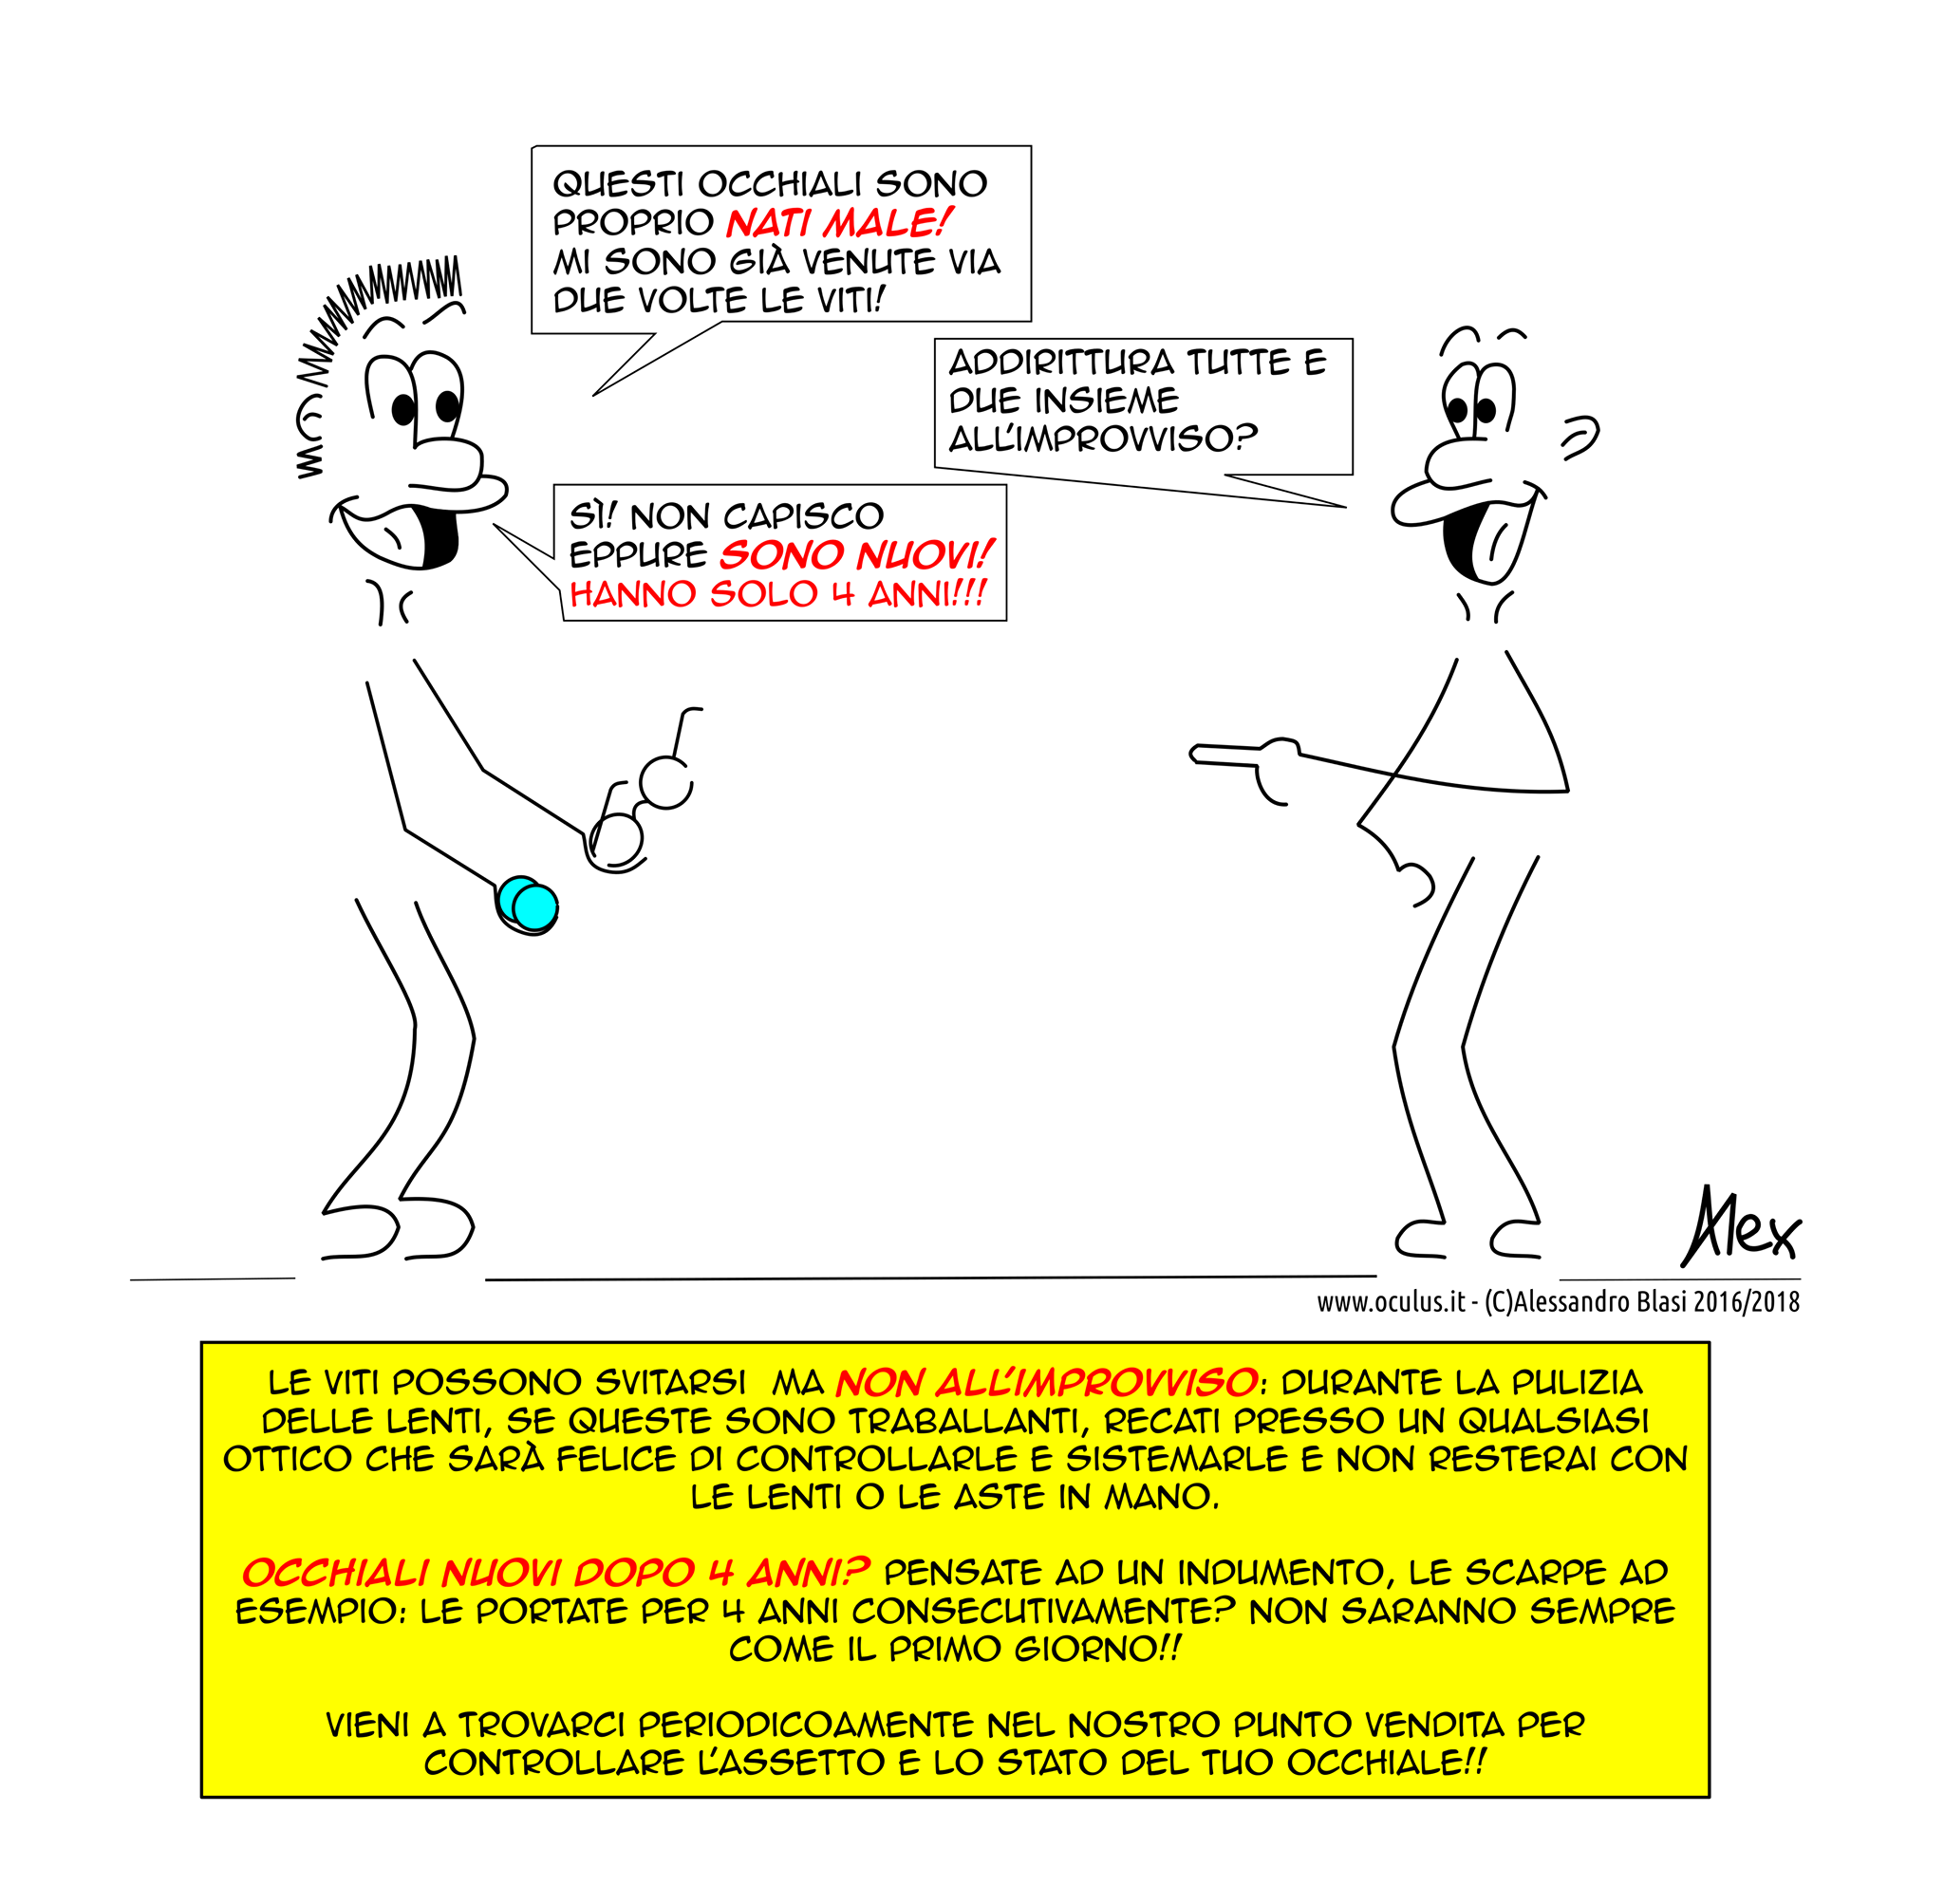 QUESTI OCCHIALI SONO
PROPRIO NATI MALE!
MI SONO GIÀ VENUTE VIA
DUE VOLTE LE VITI!
ADDIRITTURA TUTTE E
DUE INSIEME
ALL'IMPROVVISO?
SÌ! NON CAPISCO
EPPURE SONO NUOVI!
HANNO SOLO 4 ANNI!!!
Alex
www.oculus.it - (C)Alessandro Blasi 2016/2018
LE VITI POSSONO SVITARSI MA NON ALL'IMPROVVISO: DURANTE LA PULIZIA
DELLE LENTI, SE QUESTE SONO TRABALLANTI, RECATI PRESSO UN QUALSIASI
OTTICO CHE SARÀ FELICE DI CONTROLLARLE E SISTEMARLE E NON RESTERAI CON
LE LENTI O LE ASTE IN MANO.
OCCHIALI NUOVI DOPO 4 ANNI? PENSATE AD UN INDUMENTO, LE SCARPE AD
ESEMPIO: LE PORTATE PER 4 ANNI CONSECUTIVAMENTE? NON SARANNO SEMPRE
COME IL PRIMO GIORNO!!
VIENI A TROVARCI PERIODICOAMENTE NEL NOSTRO PUNTO VENDITA PER
CONTROLLARE L'ASSETTO E LO STATO DEL TUO OCCHIALE!!